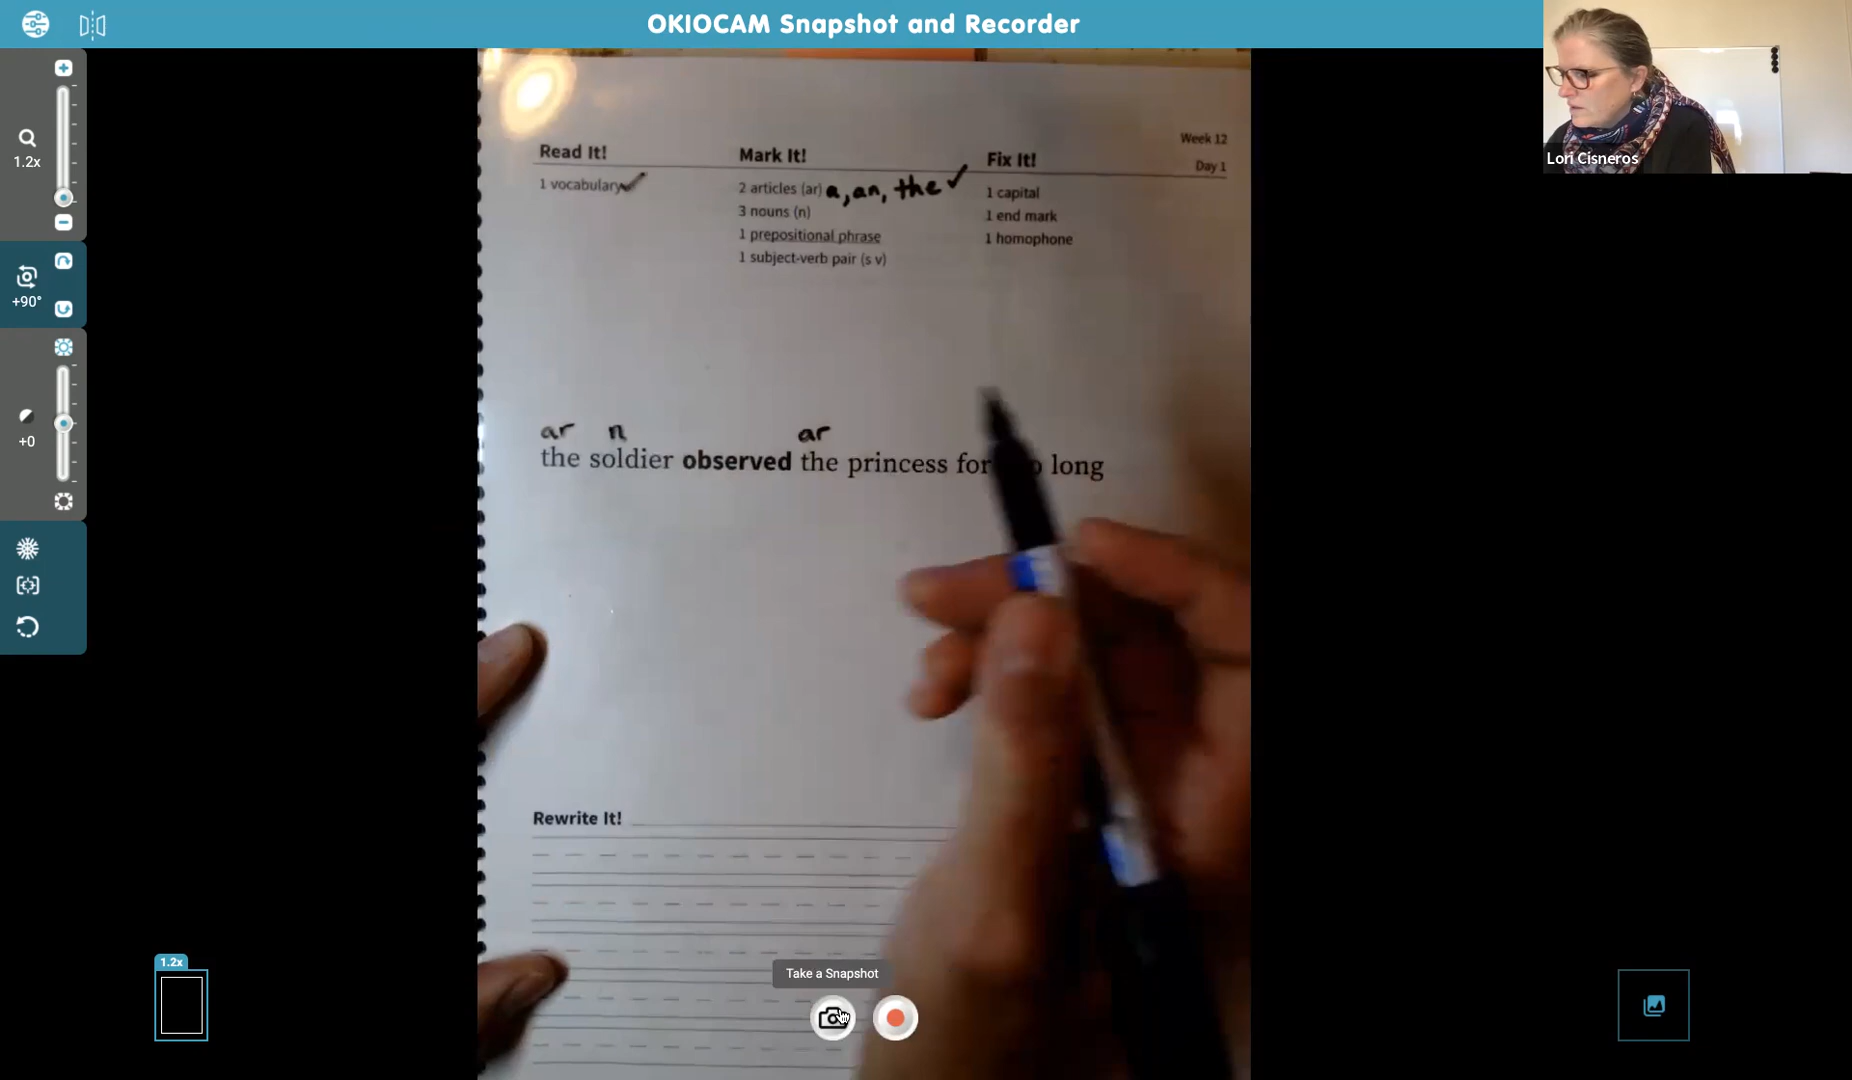 OKIOCAM Snapshot and Recorder
Lori Cisneros
1.2x
+90°
+0
Week 12
Day 1
Read It!
1 vocabulary
Mark It!
2 articles (ar) a, an, the ✓
3 nouns (n)
1 prepositional phrase
1 subject-verb pair (s v)
Fix It!
1 capital
1 end mark
1 homophone
ar n ar
the soldier observed the princess for long
Rewrite It!
1.2x
Take a Snapshot